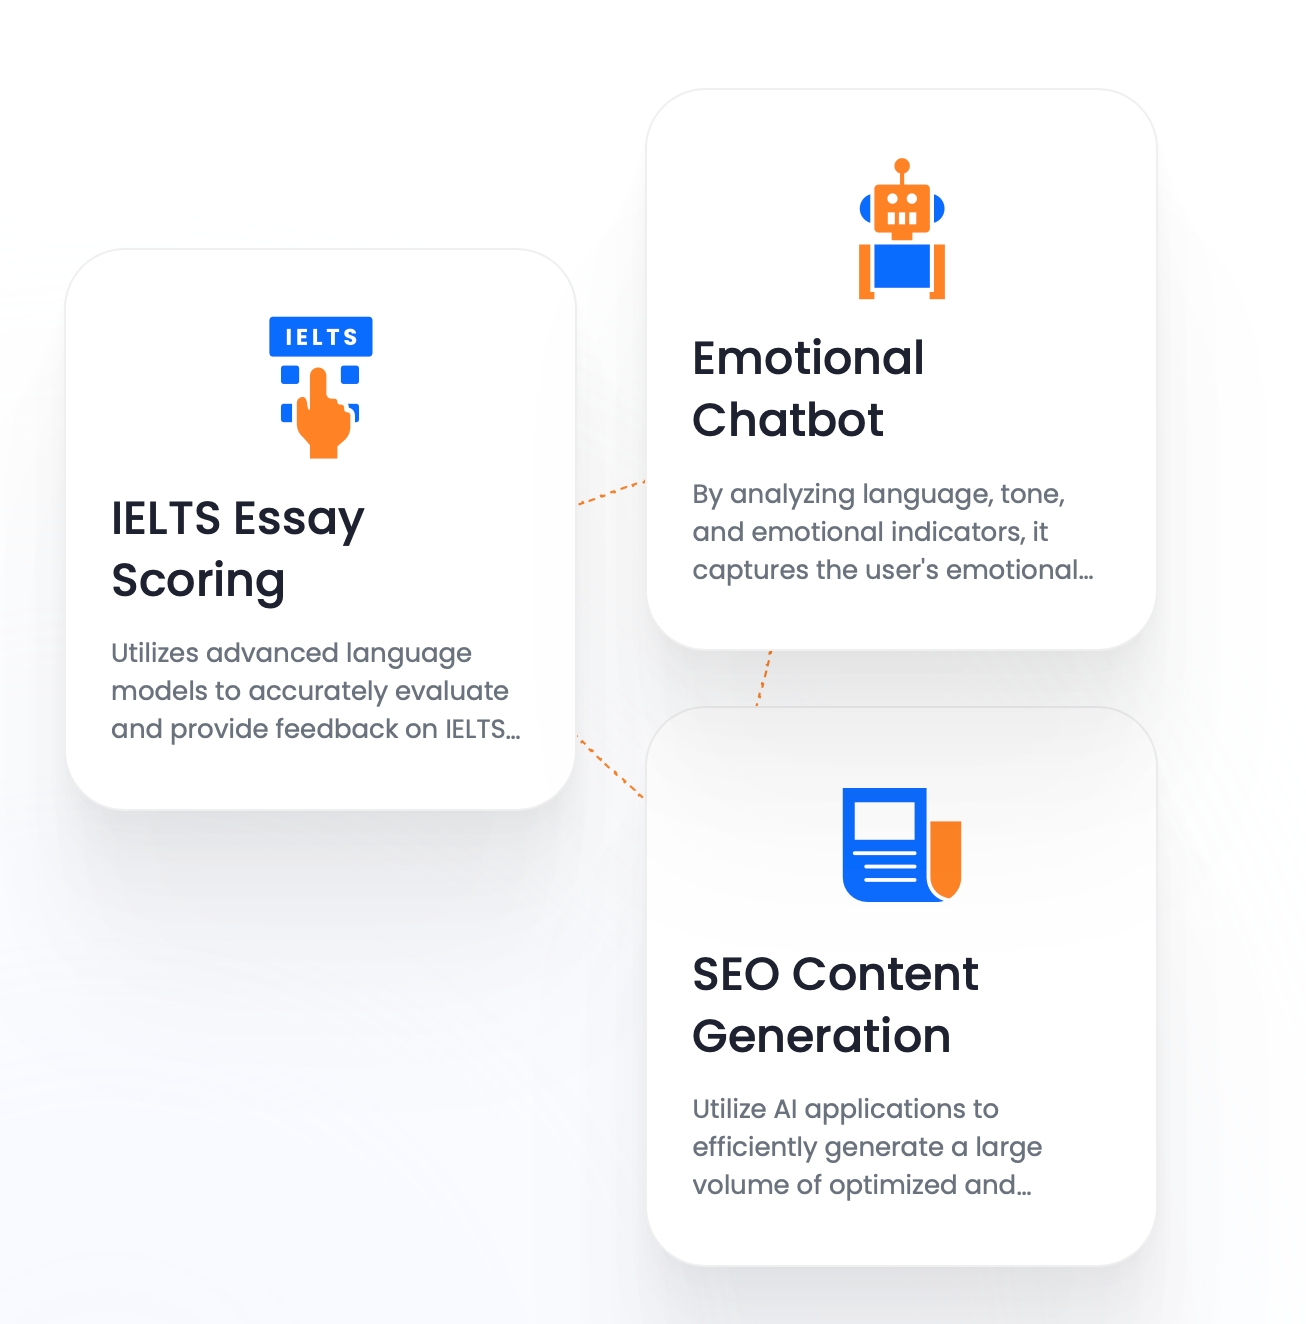 IELTS
IELTS Essay
Scoring
Utilizes advanced language
models to accurately evaluate
and provide feedback on IELTS...
Emotional
Chatbot
By analyzing language, tone,
and emotional indicators, it
captures the user's emotional...
SEO Content
Generation
Utilize AI applications to
efficiently generate a large
volume of optimized and...